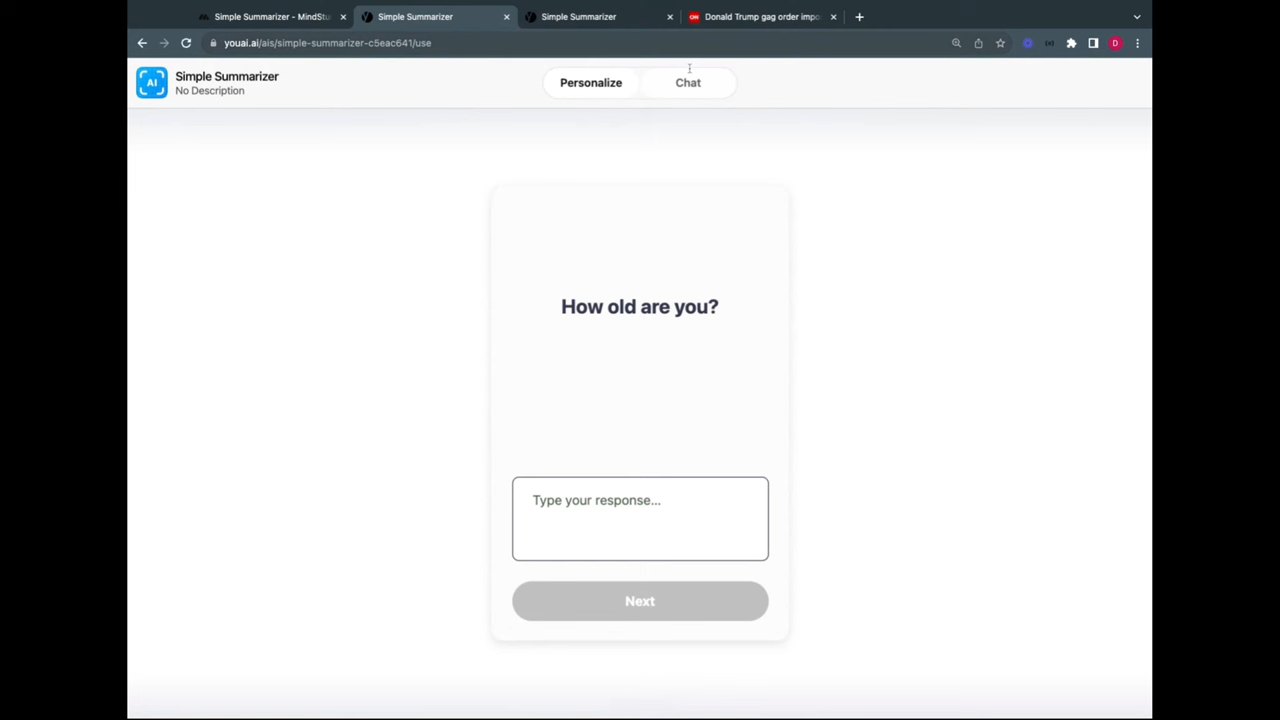 Simple Summarizer - MindStu
Simple Summarizer
Simple Summarizer
Donald Trump gag order impo
youai.ai/ais/simple-summarizer-c5eac641/use
D
AI
Simple Summarizer
No Description
Personalize
Chat
How old are you?
Type your response...
Next